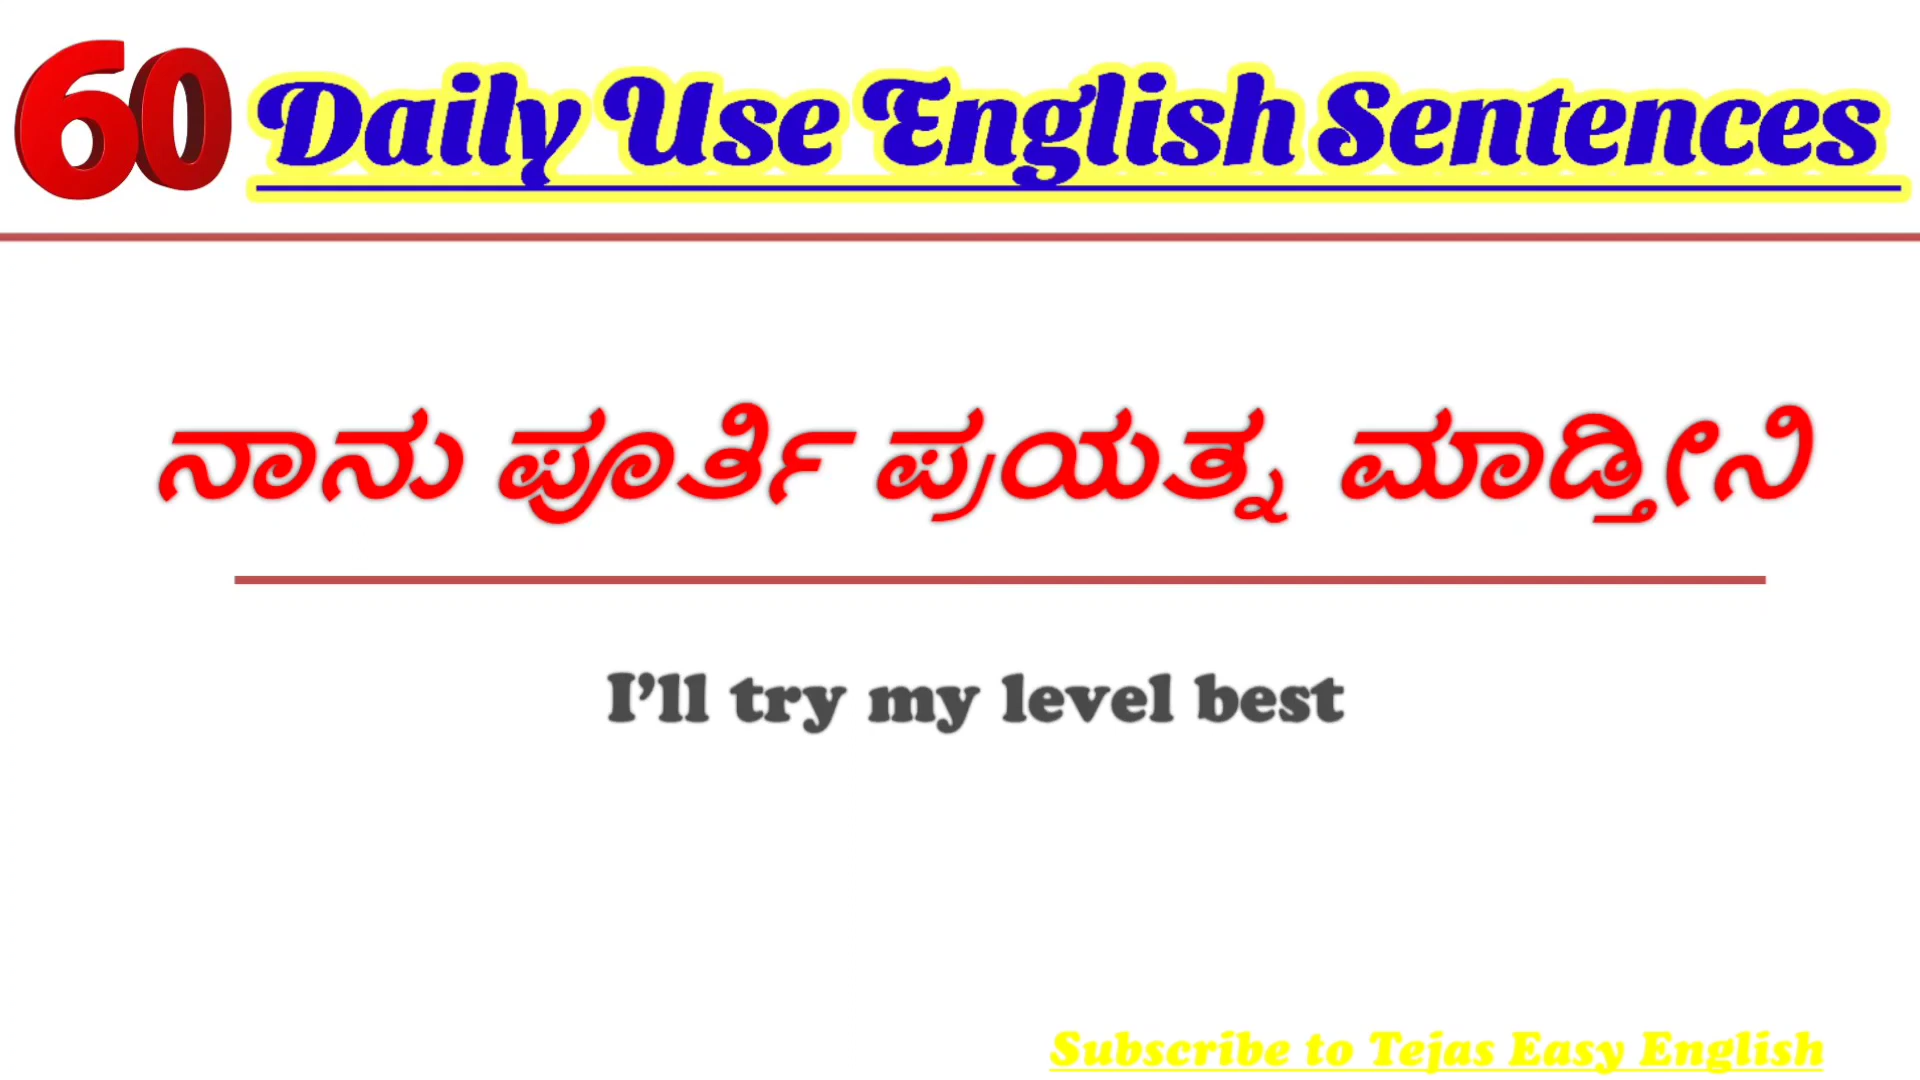 60 Daily Use English Sentences
ನಾನು ಪೂರ್ತಿ ಪ್ರಯತ್ನ ಮಾಡ್ತೀನಿ
I’ll try my level best
Subscribe to Tejas Easy English